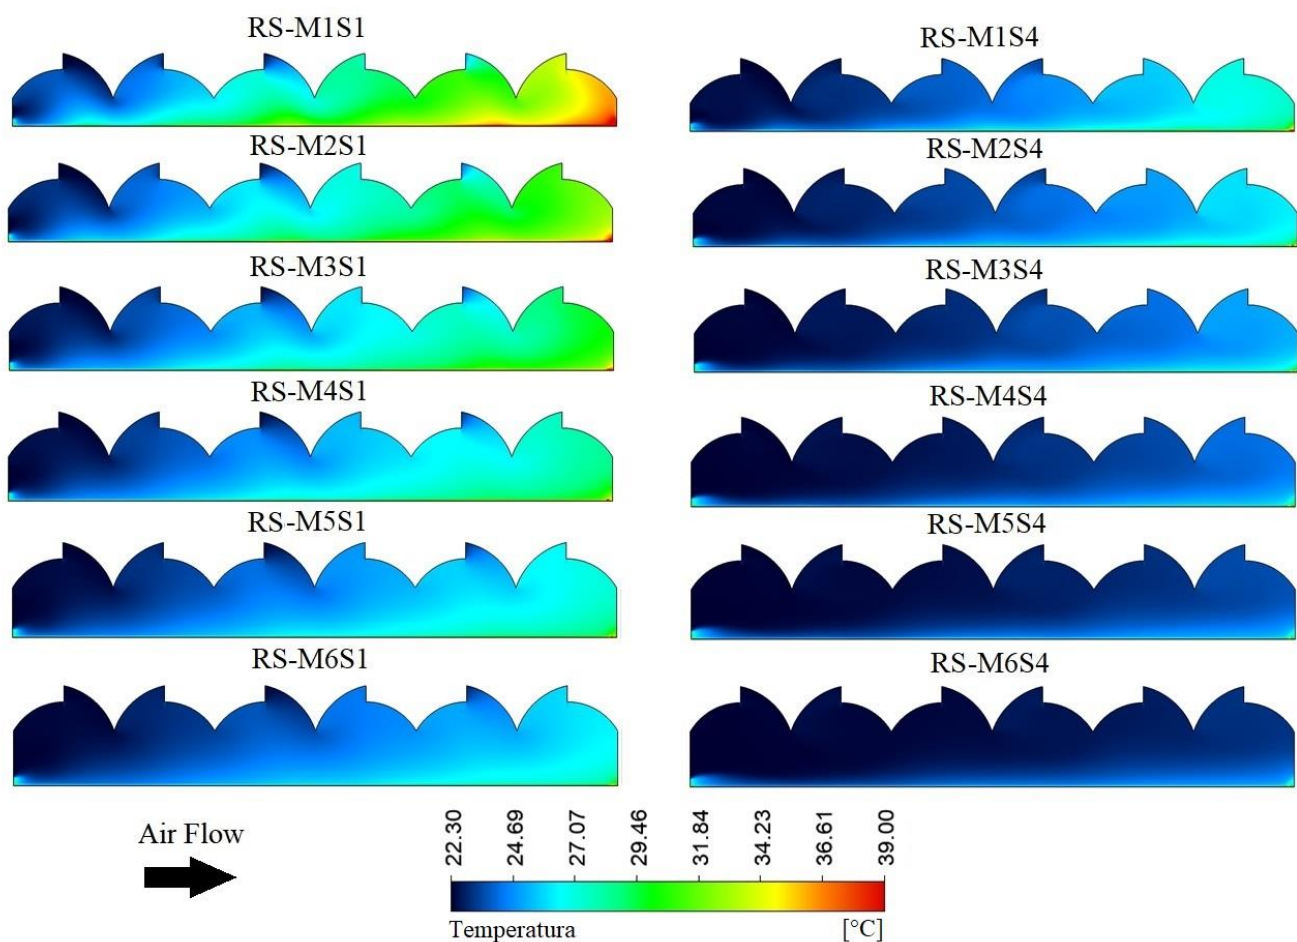 RS-M1S1
RS-M1S4
RS-M2S1
RS-M2S4
RS-M3S1
RS-M3S4
RS-M4S1
RS-M4S4
RS-M5S1
RS-M5S4
RS-M6S1
RS-M6S4
Air Flow
22.30
24.69
27.07
29.46
31.84
34.23
36.61
39.00
Temperatura
[°C]